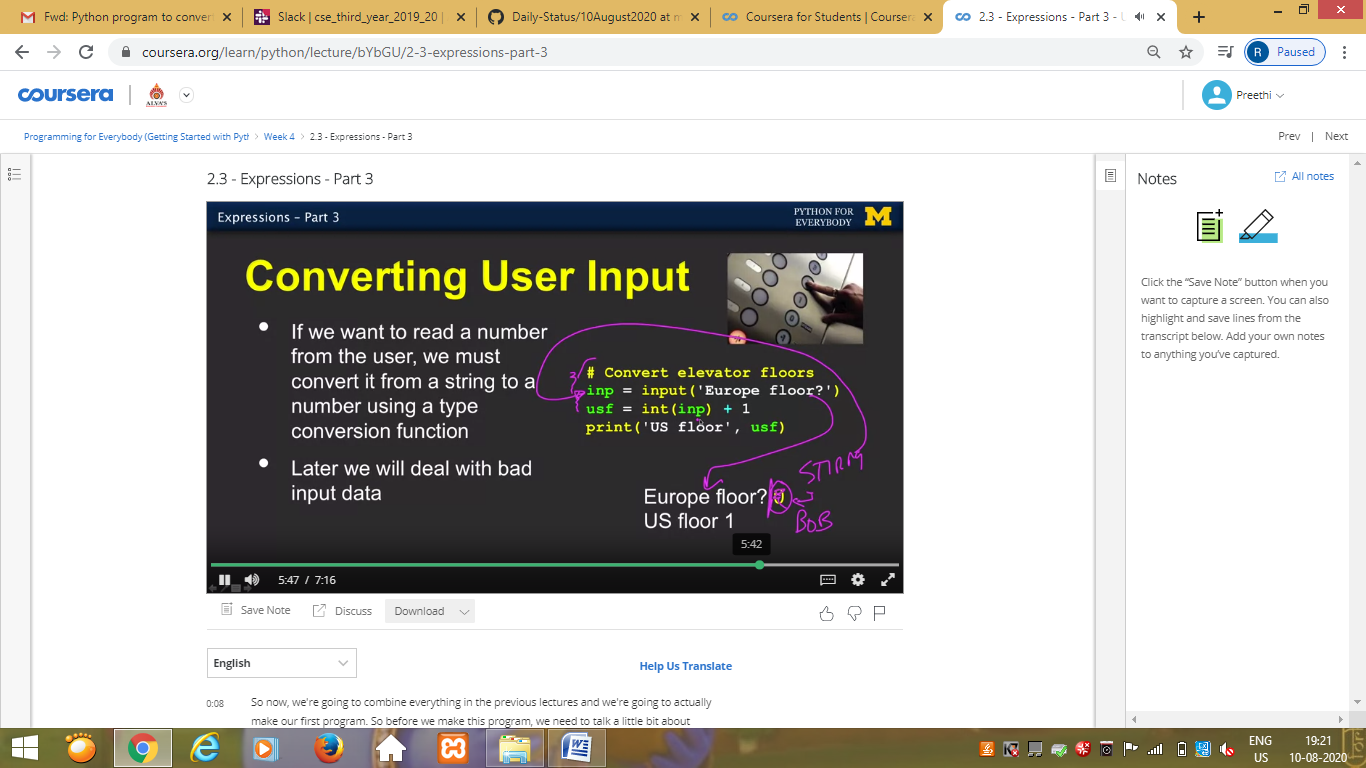 Fwd: Python program to convert
Slack | cse_third_year_2019_20 |
Daily-Status/10August2020 at m
Coursera for Students | Coursera
2.3 - Expressions - Part 3 - U
coursera.org/learn/python/lecture/bYbGU/2-3-expressions-part-3
R Paused
coursera
ALVA'S
Preethi
Programming for Everybody (Getting Started with Pyth
Week 4
2.3 - Expressions - Part 3
Prev | Next
2.3 - Expressions - Part 3
Expressions – Part 3
PYTHON FOR
EVERYBODY
M
Converting User Input
• If we want to read a number
from the user, we must
convert it from a string to a
number using a type
conversion function
• Later we will deal with bad
input data
# Convert elevator floors
inp = input('Europe floor?')
usf = int(inp) + 1
print('US floor', usf)
STIRNG
Europe floor? 0
US floor 1
BOB
5:42
5:47 / 7:16
Save Note
Discuss
Download
English
Help Us Translate
0:08
So now, we're going to combine everything in the previous lectures and we're going to actually
make our first program. So before we make this program, we need to talk a little bit about
Notes
All notes
Click the “Save Note” button when you
want to capture a screen. You can also
highlight and save lines from the
transcript below. Add your own notes
to anything you’ve captured.
ENG
US
19:21
10-08-2020